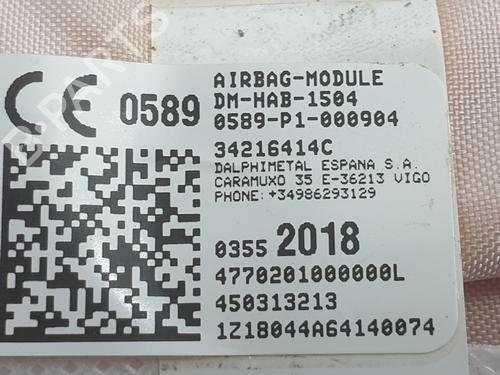 CE 0589
AIRBAG-MODULE
DM-HAB-1504
0589-P1-000904
34216414C
DALPHIMETAL ESPANA S.A.
CARAMUXO 35 E-36213 VIGO
PHONE: +34986293129
0355 2018
4770201000000L
450313213
1Z18044A64140074